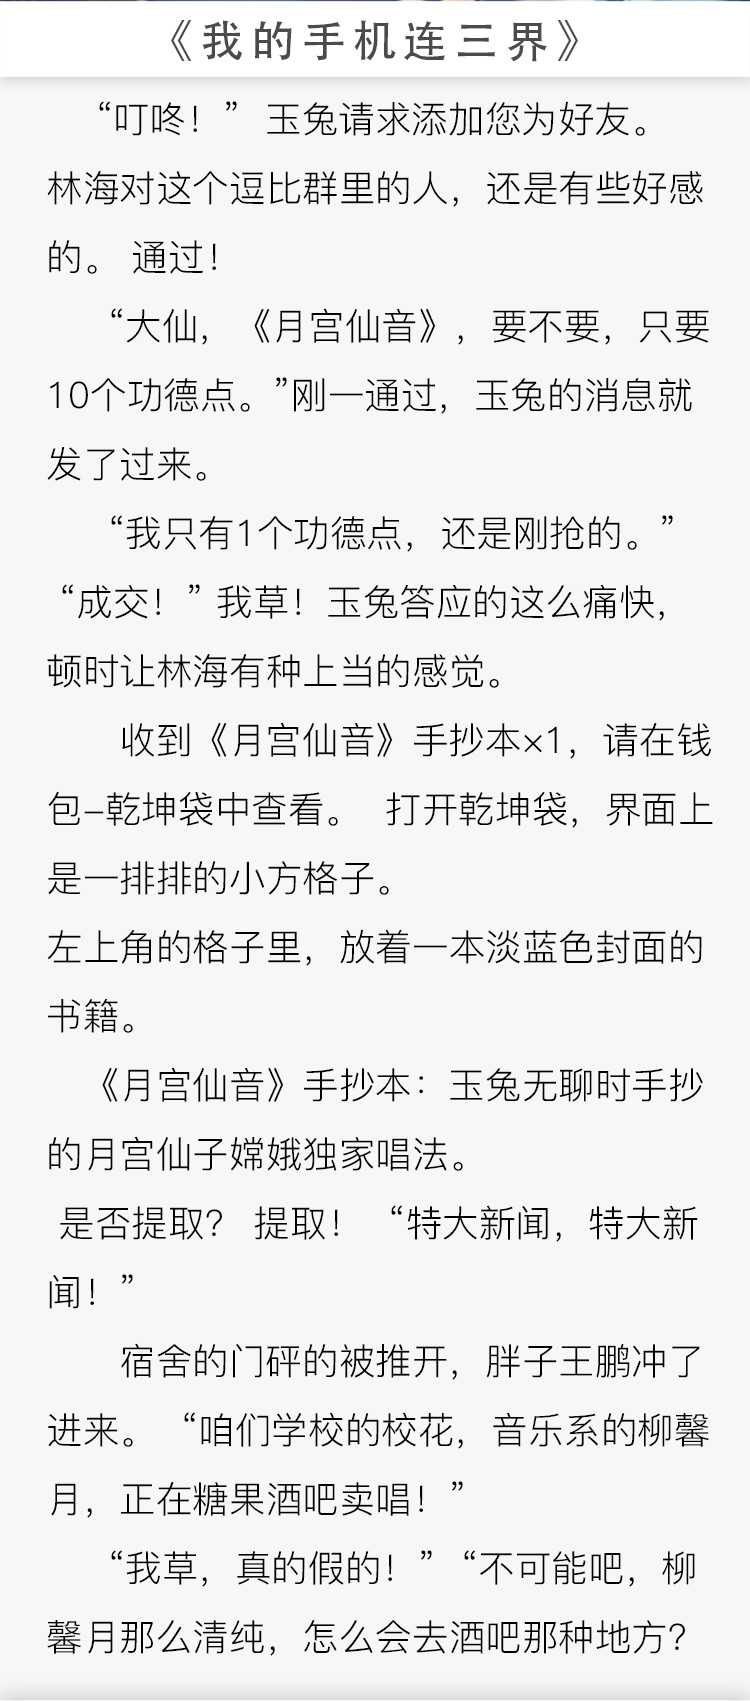 《我的手机连三界》
“叮咚！” 玉兔请求添加您为好友。
林海对这个逗比群里的人，还是有些好感
的。 通过！
“大仙，《月宫仙音》，要不要，只要
10个功德点。”刚一通过，玉兔的消息就
发了过来。
“我只有1个功德点，还是刚抢的。”
“成交！” 我草！玉兔答应的这么痛快，
顿时让林海有种上当的感觉。
收到《月宫仙音》手抄本×1，请在钱
包–乾坤袋中查看。 打开乾坤袋，界面上
是一排排的小方格子。
左上角的格子里，放着一本淡蓝色封面的
书籍。
《月宫仙音》手抄本：玉兔无聊时手抄
的月宫仙子嫦娥独家唱法。
是否提取？ 提取！ “特大新闻，特大新
闻！”
宿舍的门砰的被推开，胖子王鹏冲了
进来。 “咱们学校的校花，音乐系的柳馨
月，正在糖果酒吧卖唱！”
“我草，真的假的！” “不可能吧，柳
馨月那么清纯，怎么会去酒吧那种地方？